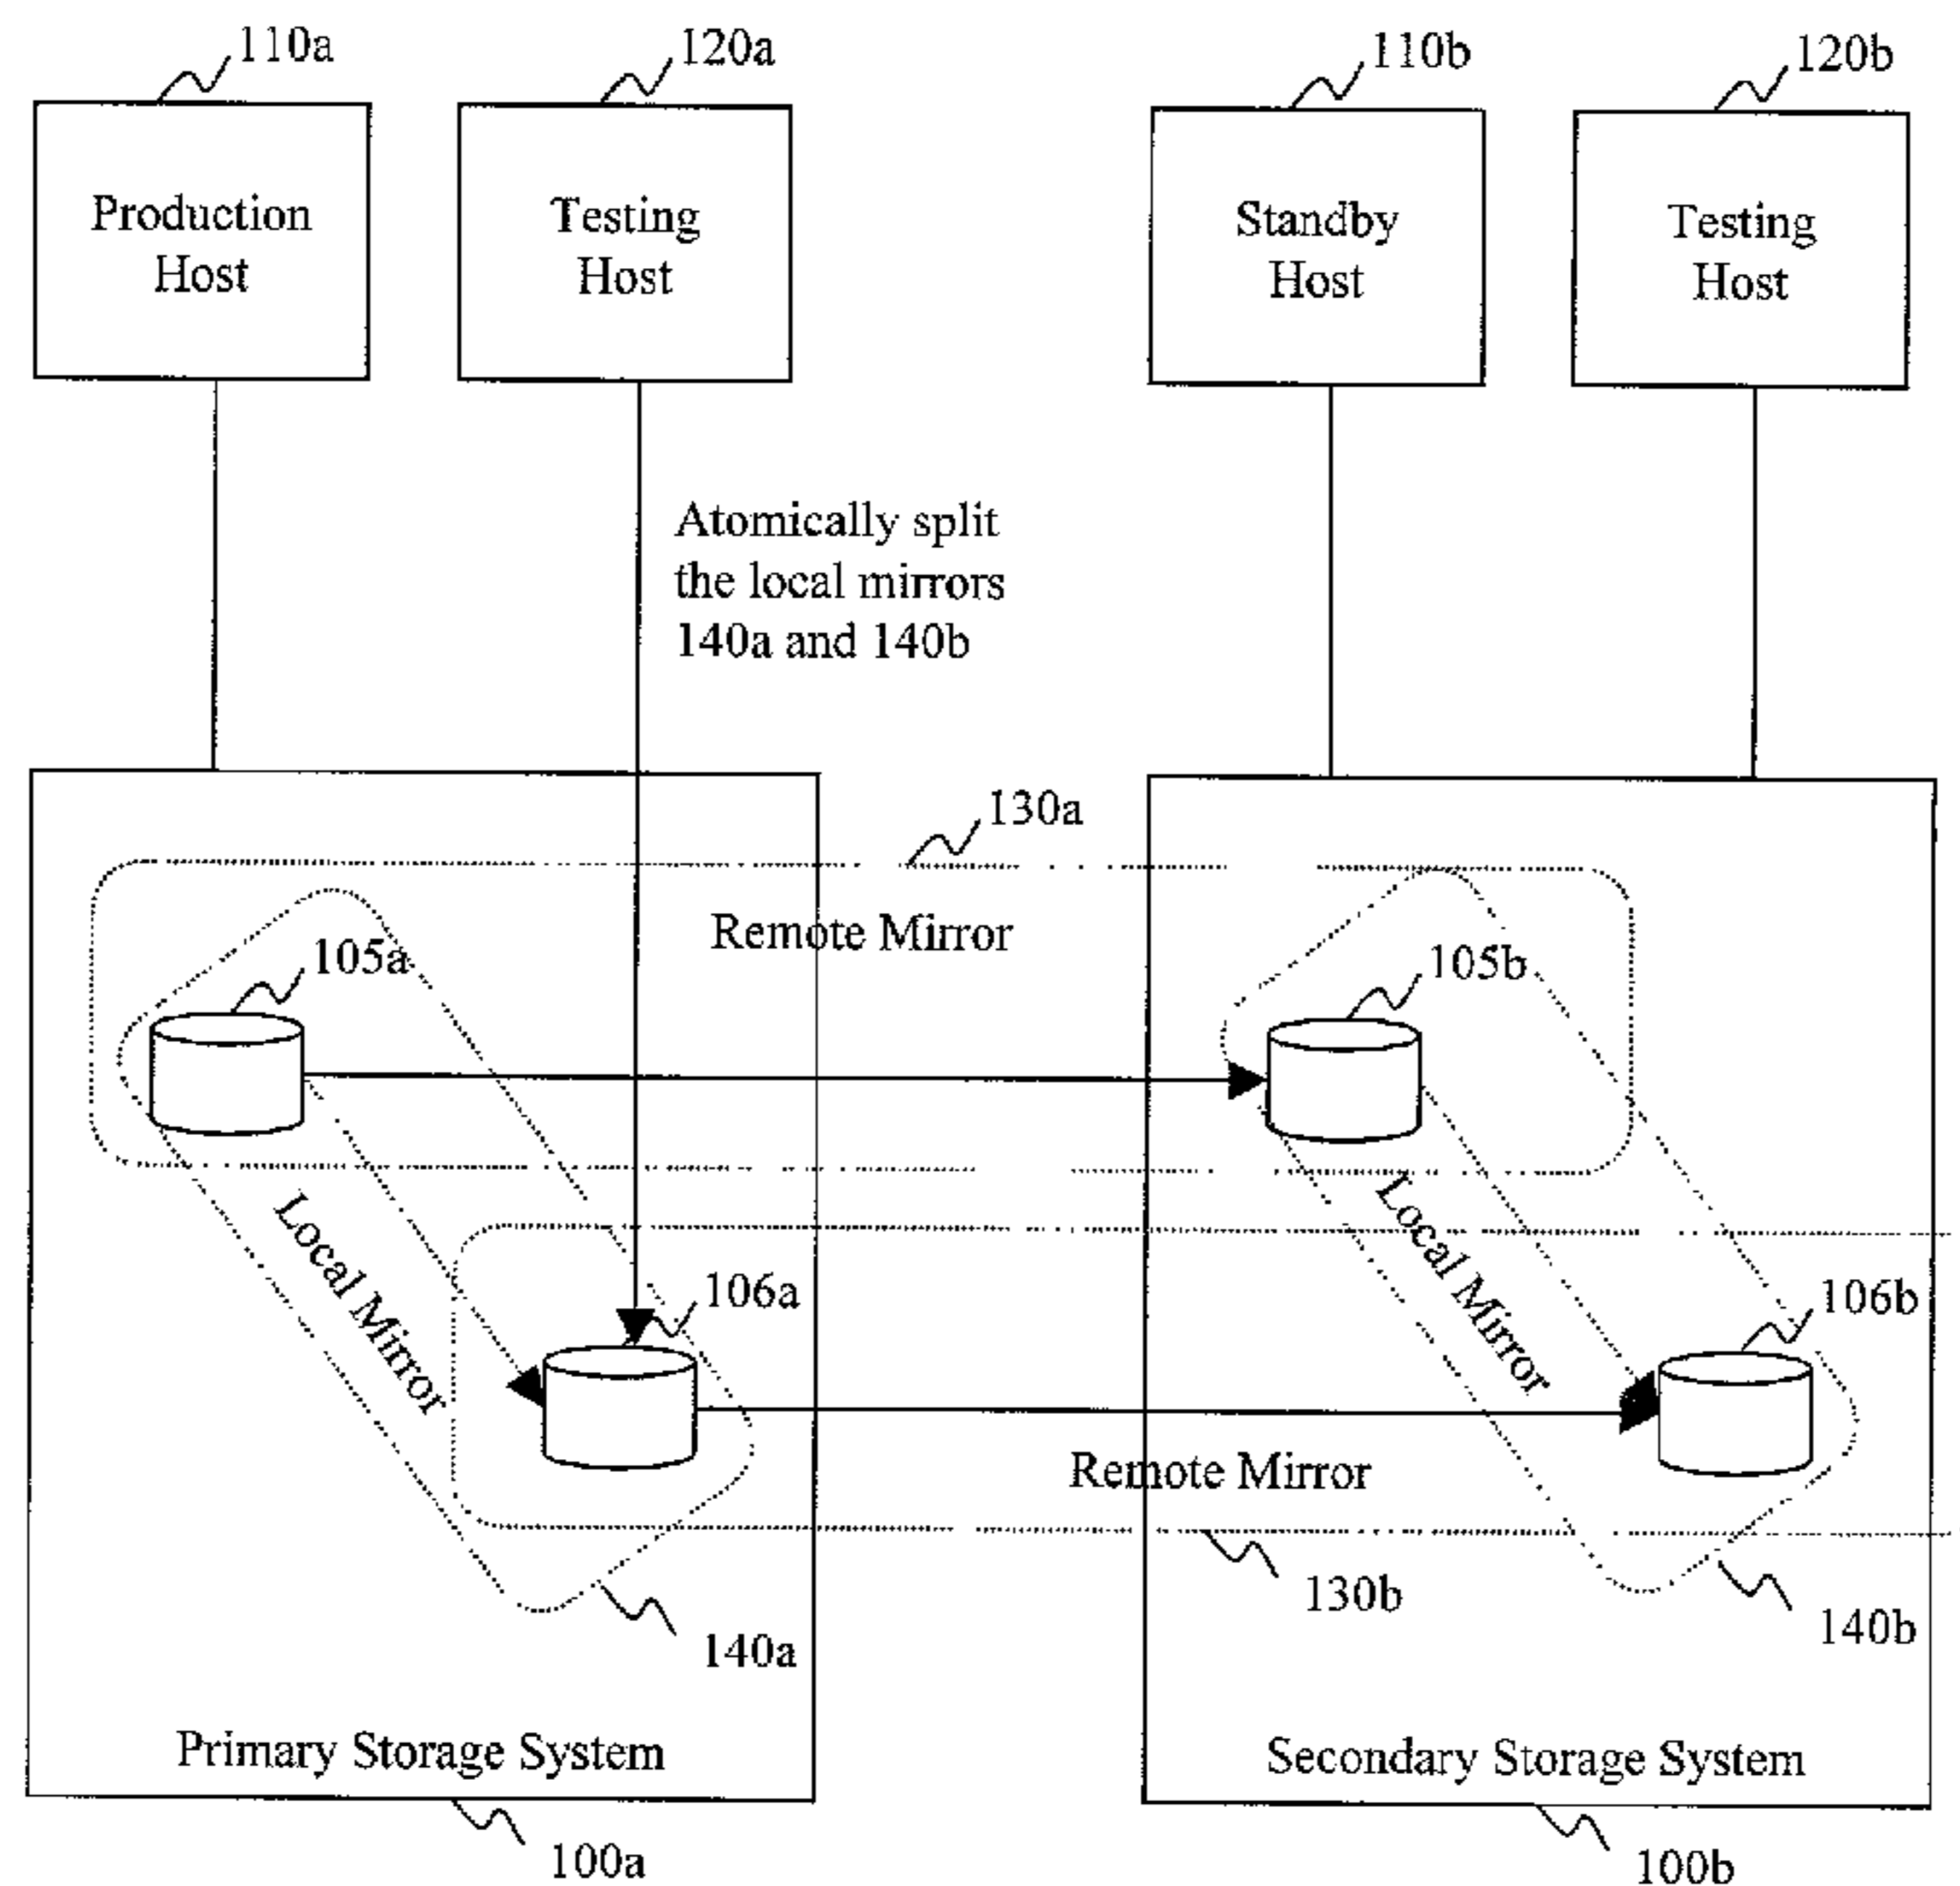 110a
120a
110b
120b
Production
Host
Testing
Host
Standby
Host
Testing
Host
Atomically split
the local mirrors
140a and 140b
130a
Remote Mirror
105a
105b
Local Mirror
Local Mirror
106a
106b
Remote Mirror
130b
140a
140b
Primary Storage System
Secondary Storage System
100a
100b